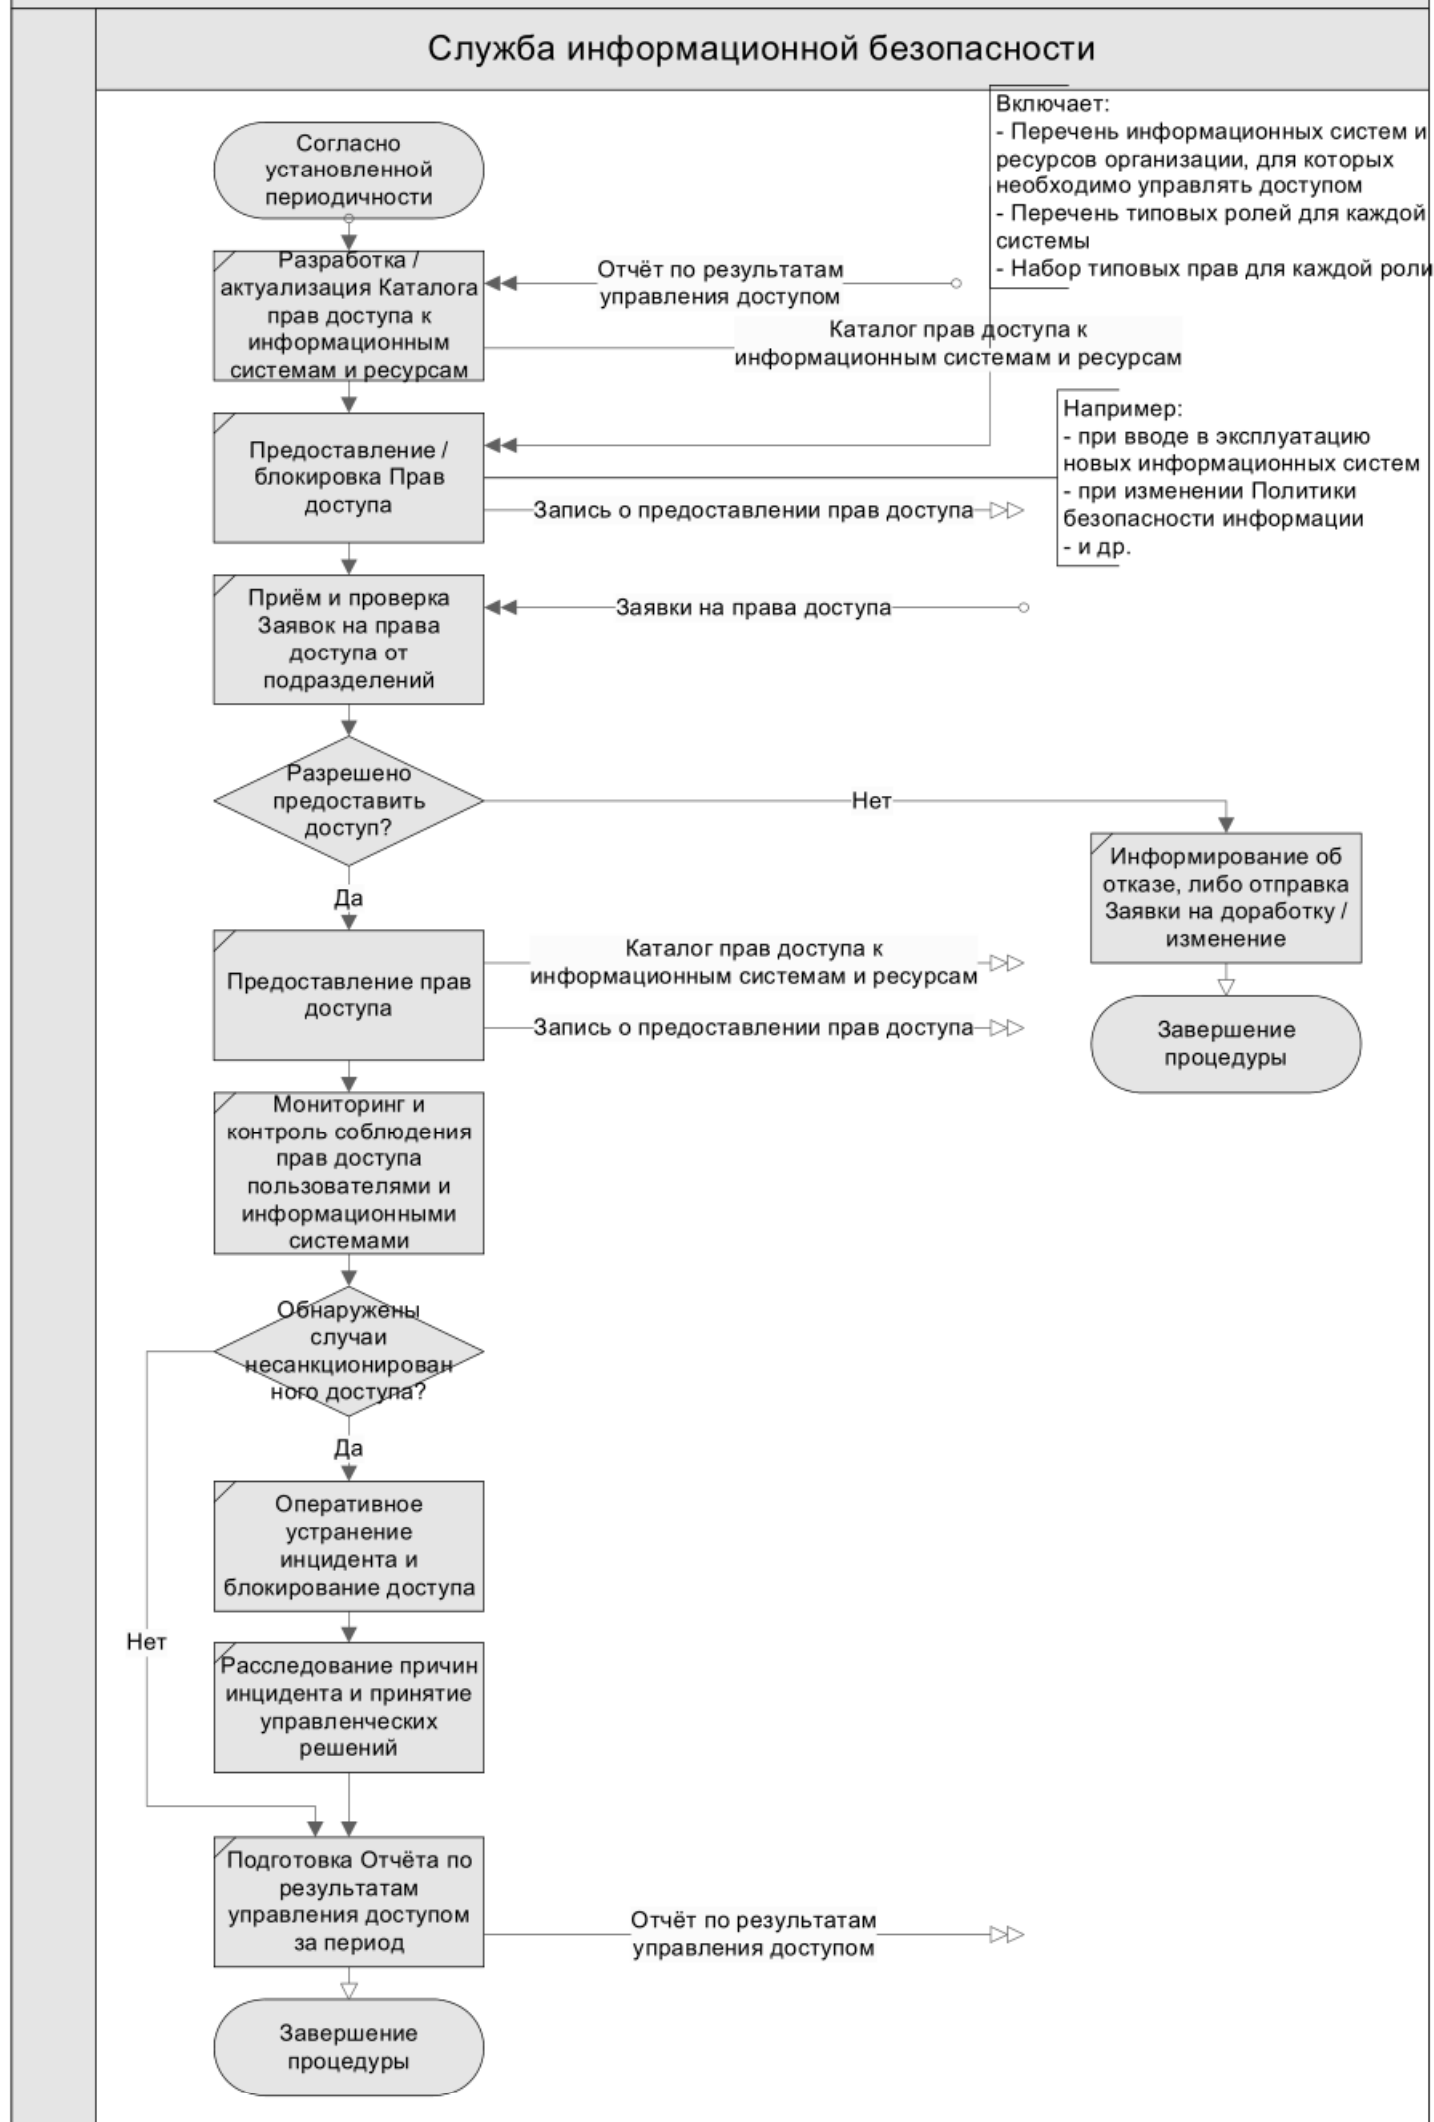 Служба информационной безопасности
Согласно
установленной
периодичности
Включает:
- Перечень информационных систем и
ресурсов организации, для которых
необходимо управлять доступом
- Перечень типовых ролей для каждой
системы
- Набор типовых прав для каждой роли
Разработка /
актуализация Каталога
прав доступа к
информационным
системам и ресурсам
Отчёт по результатам
управления доступом
Каталог прав доступа к
информационным системам и ресурсам
Предоставление /
блокировка Прав
доступа
Например:
- при вводе в эксплуатацию
новых информационных систем
- при изменении Политики
безопасности информации
- и др.
Запись о предоставлении прав доступа
Приём и проверка
Заявок на права
доступа от
подразделений
Заявки на права доступа
Разрешено
предоставить
доступ?
Нет
Да
Информирование об
отказе, либо отправка
Заявки на доработку /
изменение
Предоставление прав
доступа
Каталог прав доступа к
информационным системам и ресурсам
Запись о предоставлении прав доступа
Завершение
процедуры
Мониторинг и
контроль соблюдения
прав доступа
пользователями и
информационными
системами
Обнаружены
случаи
несанкционирован
ного доступа?
Да
Оперативное
устранение
инцидента и
блокирование доступа
Нет
Расследование причин
инцидента и принятие
управленческих
решений
Подготовка Отчёта по
результатам
управления доступом
за период
Отчёт по результатам
управления доступом
Завершение
процедуры